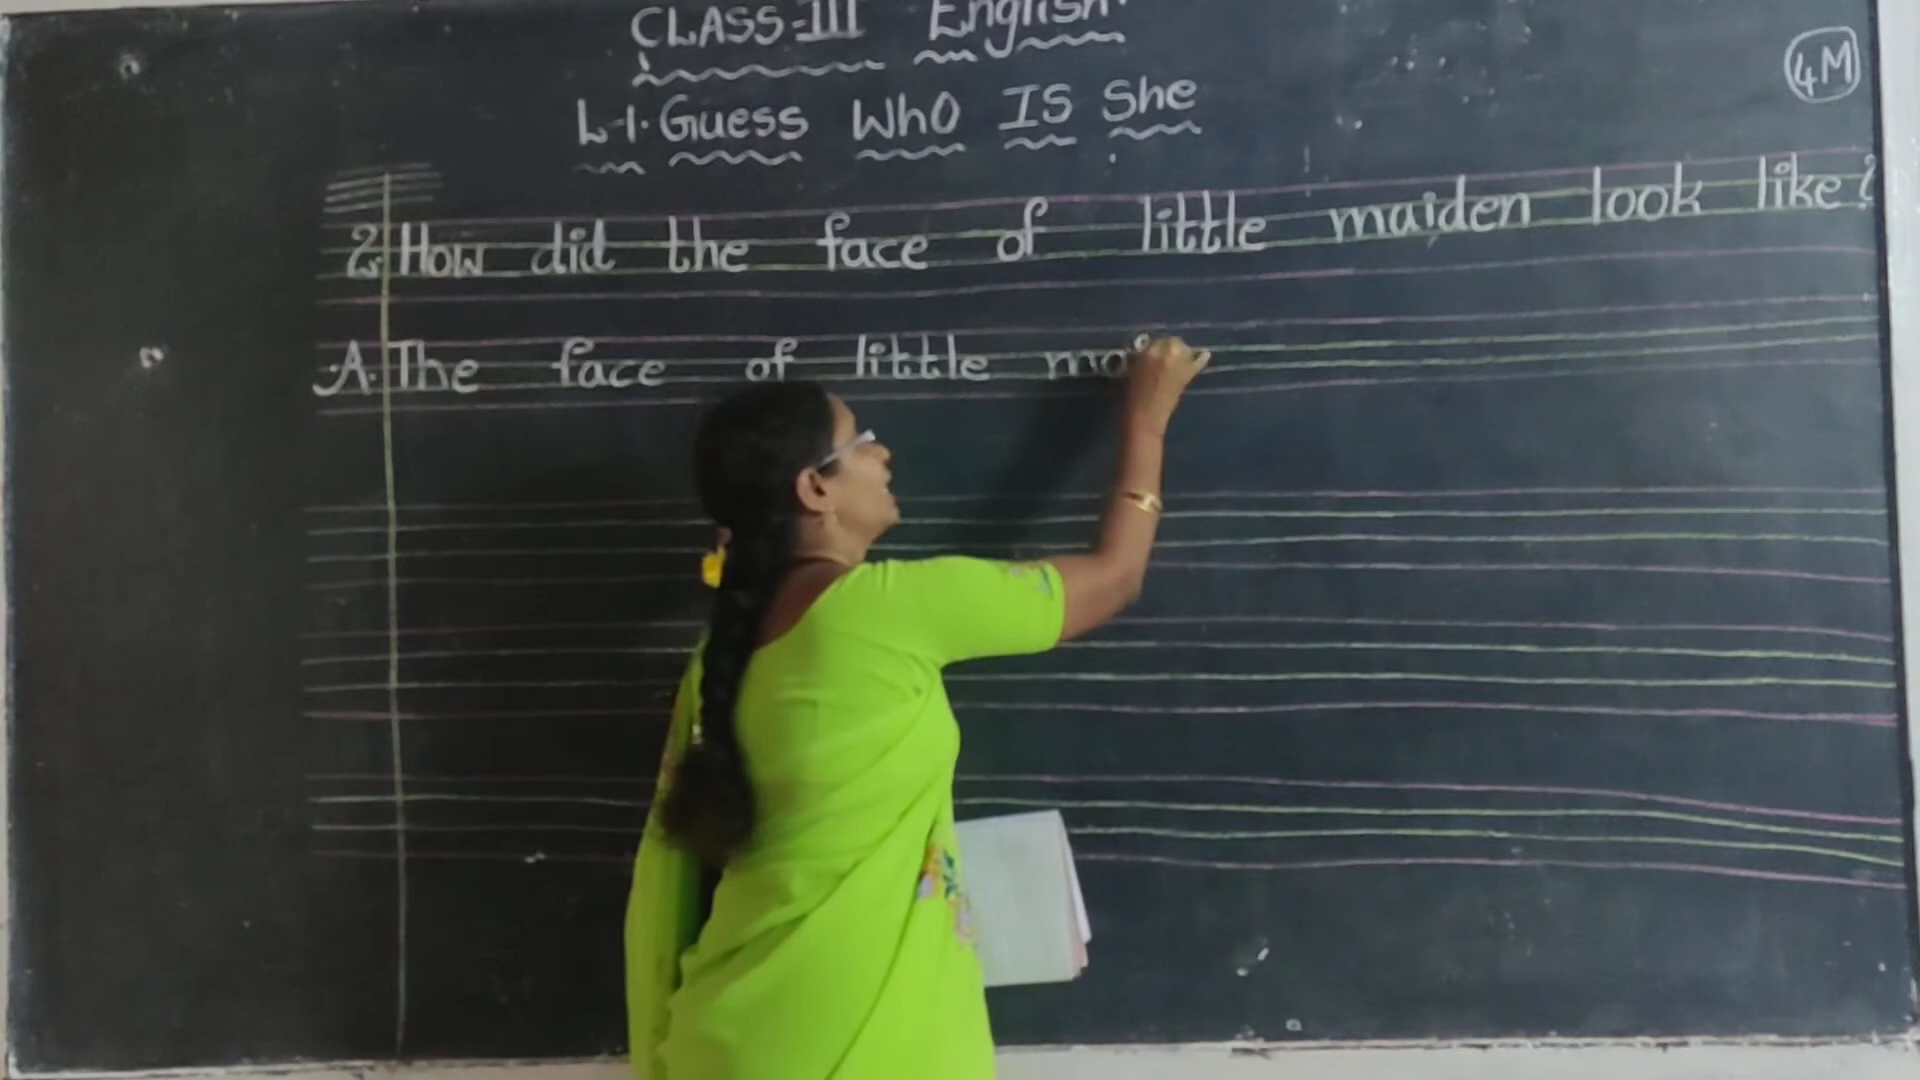 CLASS-III English
4M
L-1. Guess WhO IS She
2. How did the face of little maiden look like?
A. The face of little mai